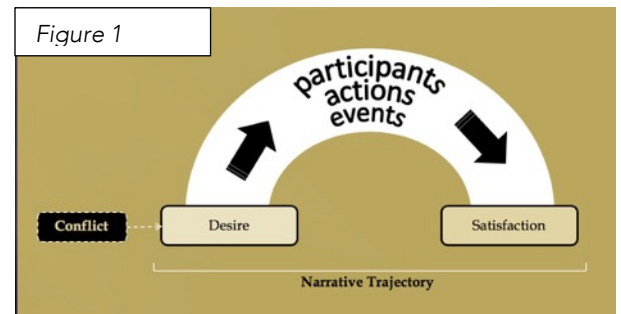 Figure 1
participants
actions
events
Conflict
Desire
Satisfaction
Narrative Trajectory